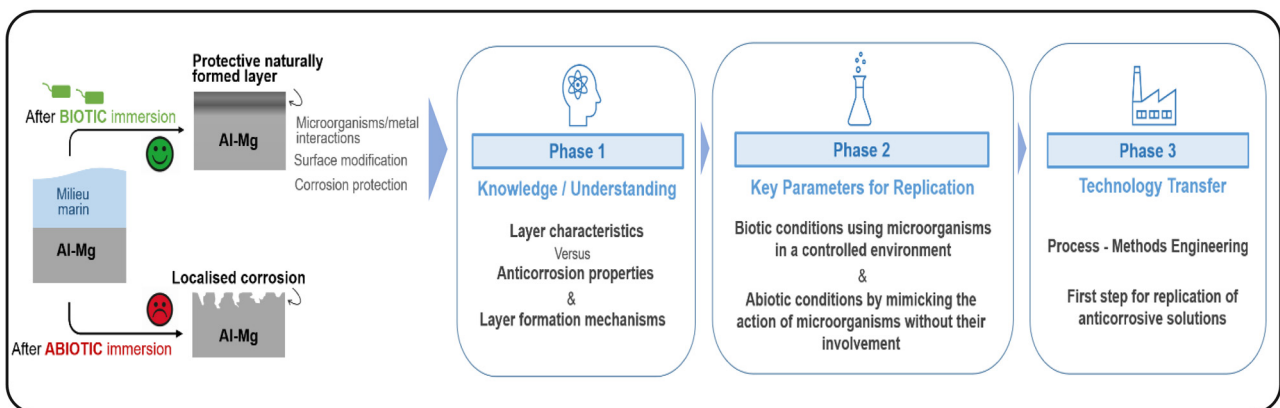 Protective naturally
formed layer
After BIOTIC immersion
Al-Mg
Microorganisms/metal
interactions
Surface modification
Corrosion protection
Milieu
marin
Al-Mg
Localised corrosion
Al-Mg
After ABIOTIC immersion
Phase 1
Knowledge / Understanding
Layer characteristics
Versus
Anticorrosion properties
&
Layer formation mechanisms
Phase 2
Key Parameters for Replication
Biotic conditions using microorganisms
in a controlled environment
&
Abiotic conditions by mimicking the
action of microorganisms without their
involvement
Phase 3
Technology Transfer
Process - Methods Engineering
First step for replication of
anticorrosive solutions